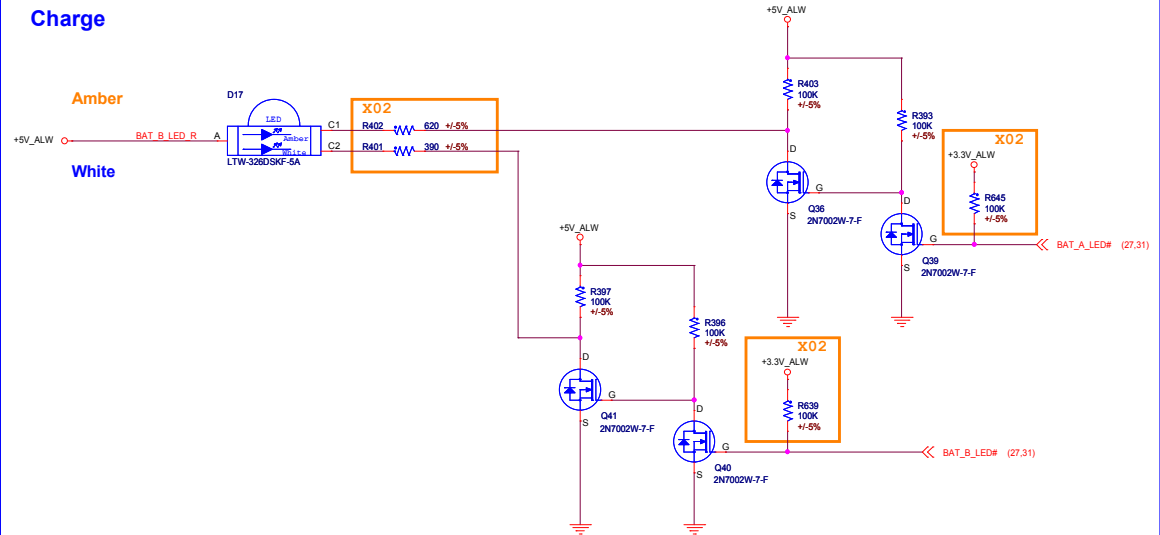 Charge
+5V_ALW
R403
100K
+/-5%
R393
100K
+/-5%
Amber
D17
LED
Amber
White
X02
+5V_ALW
BAT_B_LED_R
A
C1
R402
620 +/-5%
C2
R401
390 +/-5%
LTW-326DSKF-5A
White
X02
+3.3V_ALW
R645
100K
+/-5%
D
G
S
Q36
2N7002W-7-F
D
G
S
Q39
2N7002W-7-F
BAT_A_LED# (27,31)
+5V_ALW
R397
100K
+/-5%
R396
100K
+/-5%
X02
+3.3V_ALW
R639
100K
+/-5%
D
G
S
Q41
2N7002W-7-F
D
G
S
Q40
2N7002W-7-F
BAT_B_LED# (27,31)